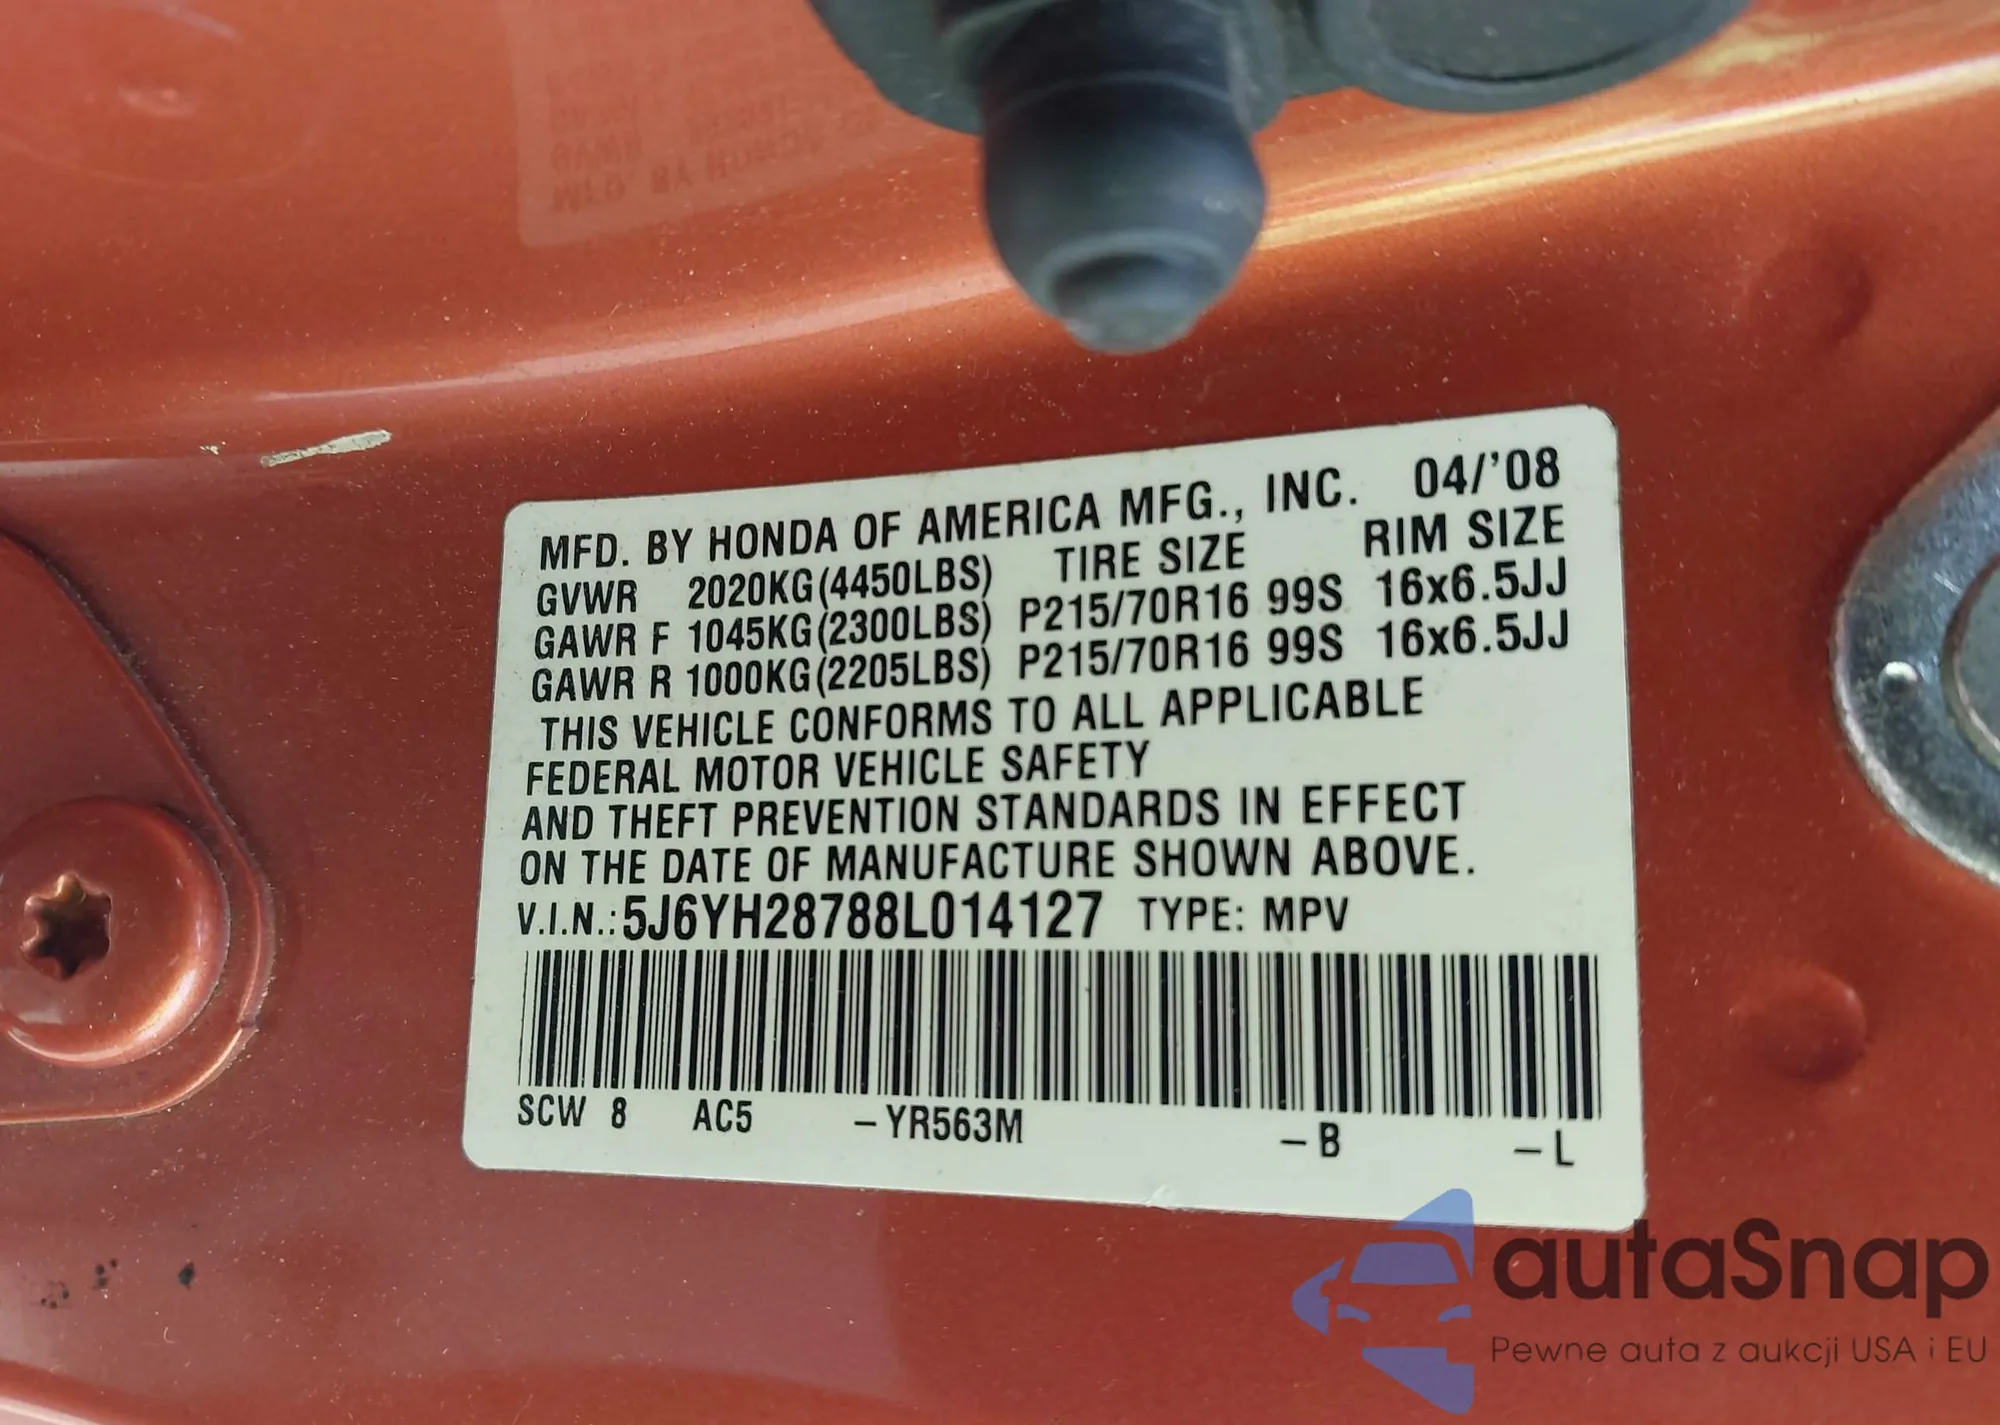 MFD. BY HONDA OF AMERICA MFG., INC. 04/'08
GVWR 2020KG(4450LBS) TIRE SIZE RIM SIZE
GAWR F 1045KG(2300LBS) P215/70R16 99S 16x6.5JJ
GAWR R 1000KG(2205LBS) P215/70R16 99S 16x6.5JJ
THIS VEHICLE CONFORMS TO ALL APPLICABLE
FEDERAL MOTOR VEHICLE SAFETY
AND THEFT PREVENTION STANDARDS IN EFFECT
ON THE DATE OF MANUFACTURE SHOWN ABOVE.
V.I.N.: 5J6YH28788L014127 TYPE: MPV
SCW 8 AC5 -YR563M -B -L
autaSnap
Pewne auta z aukcji USA i EU